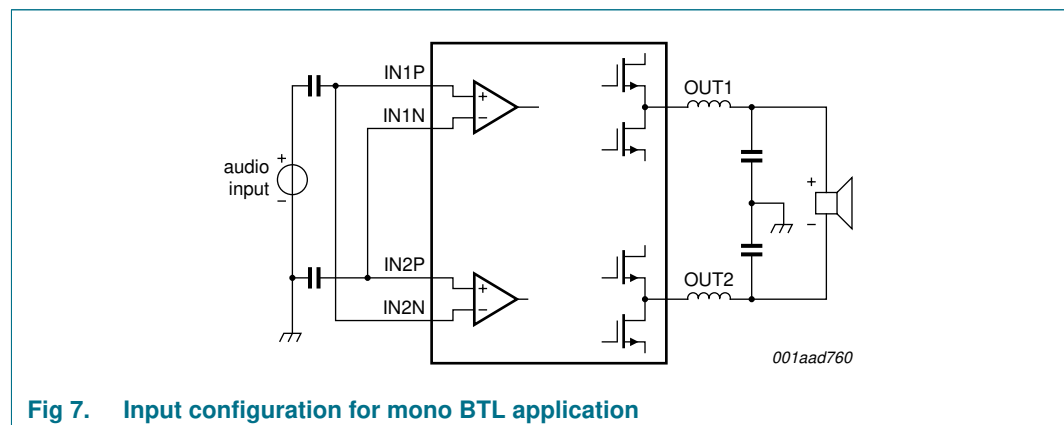 IN1P
OUT1
+
−
IN1N
audio
input
+
−
+
−
IN2P
OUT2
+
−
IN2N
001aad760
Fig 7. Input configuration for mono BTL application